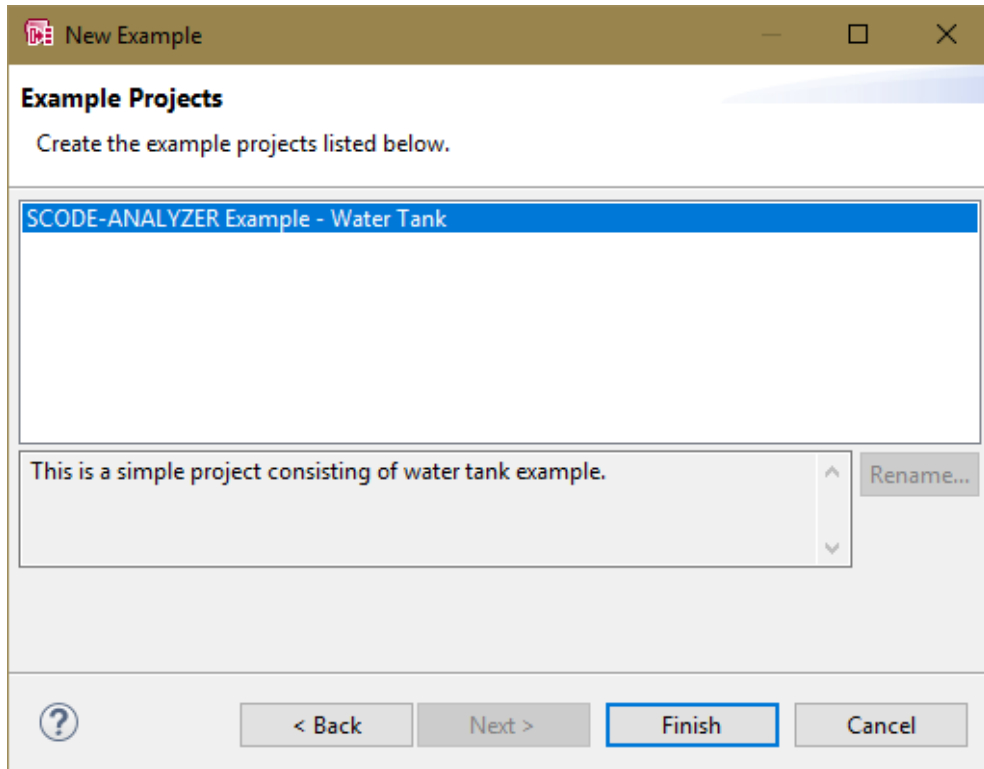 New Example
Example Projects
Create the example projects listed below.
SCODE-ANALYZER Example - Water Tank
This is a simple project consisting of water tank example.
Rename...
?
< Back
Next >
Finish
Cancel